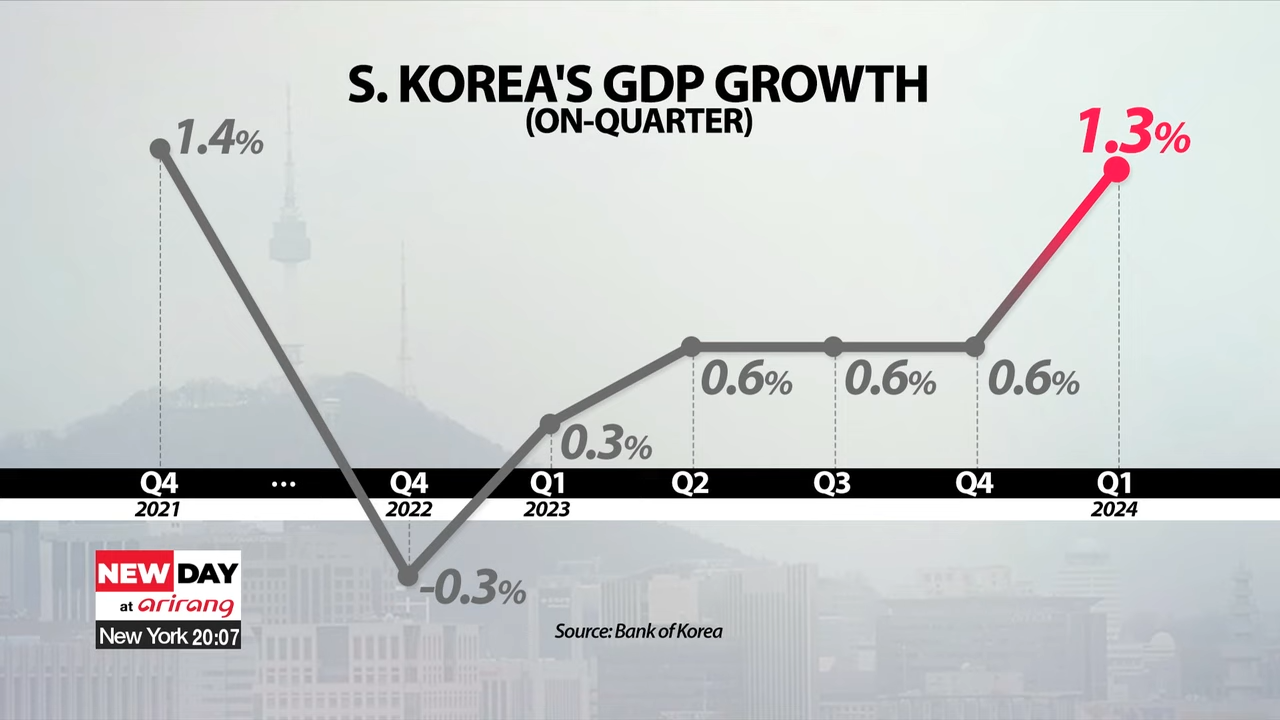 S. KOREA'S GDP GROWTH
(ON-QUARTER)
1.4%
1.3%
0.6%
0.6%
0.6%
0.3%
Q4 ... Q4 Q1 Q2 Q3 Q4 Q1
2021 2022 2023 2024
-0.3%
NEW DAY
at arirang
New York 20:07
Source: Bank of Korea